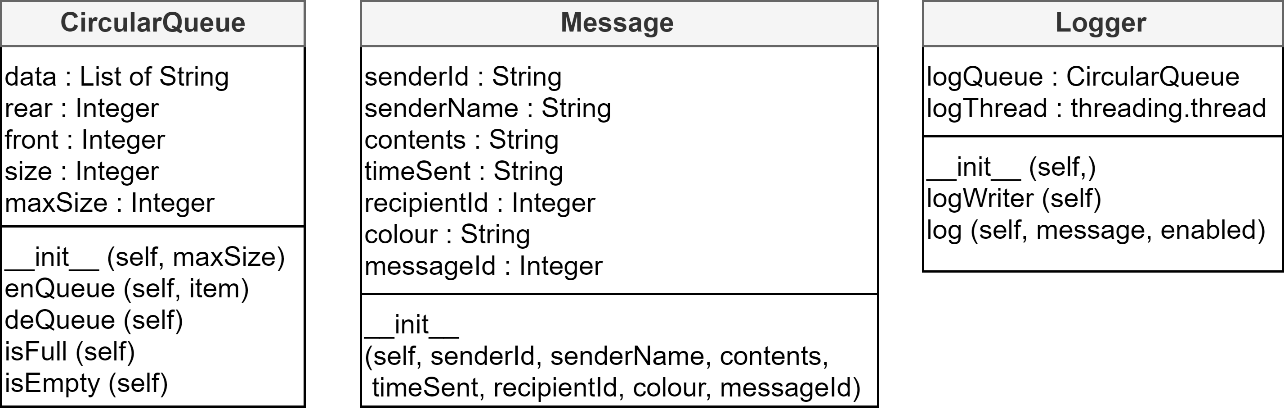 CircularQueue
data : List of String
rear : Integer
front : Integer
size : Integer
maxSize : Integer
__init__ (self, maxSize)
enQueue (self, item)
deQueue (self)
isFull (self)
isEmpty (self)
Message
senderId : String
senderName : String
contents : String
timeSent : String
recipientId : Integer
colour : String
messageId : Integer
__init__
(self, senderId, senderName, contents,
timeSent, recipientId, colour, messageId)
Logger
logQueue : CircularQueue
logThread : threading.thread
__init__ (self,)
logWriter (self)
log (self, message, enabled)